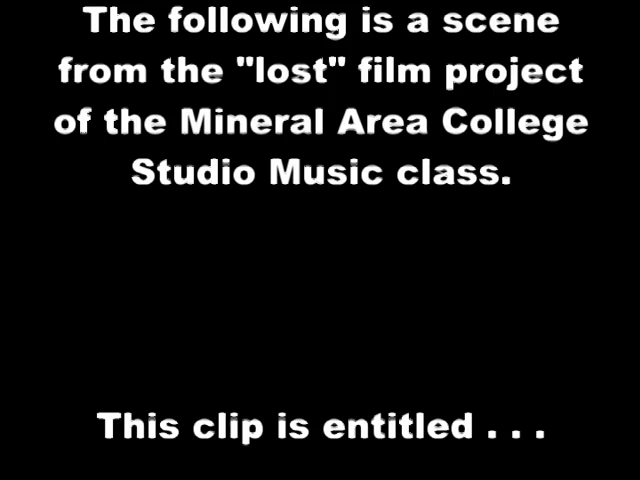 The following is a scene
from the "lost" film project
of the Mineral Area College
Studio Music class.
This clip is entitled . . .